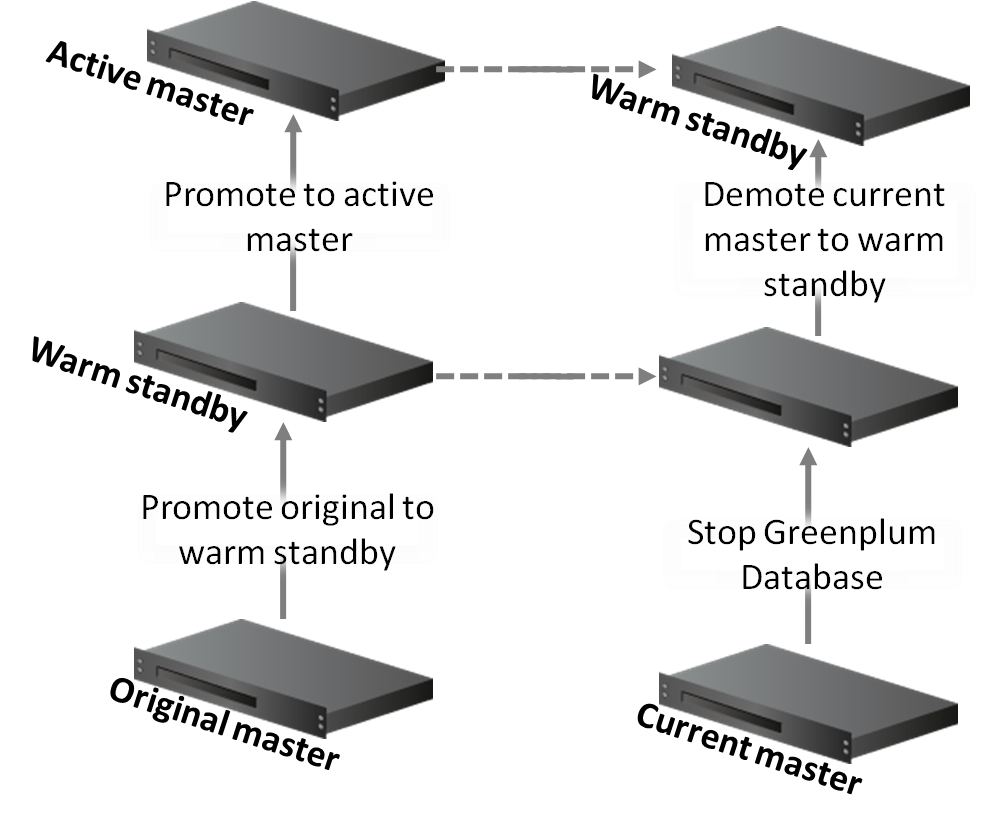 Active master
Warm standby
Promote to active
master
Demote current
master to warm
standby
Warm standby
Promote original to
warm standby
Stop Greenplum
Database
Original master
Current master